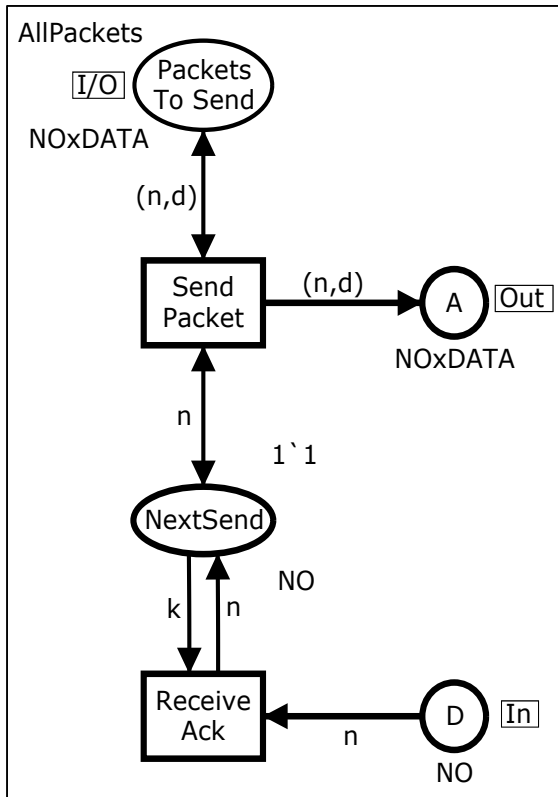 AllPackets
Packets
To Send
I/O
NOxDATA
(n,d)
Send
Packet
(n,d)
A
Out
NOxDATA
n
1`1
NextSend
NO
k
n
Receive
Ack
n
D
In
NO